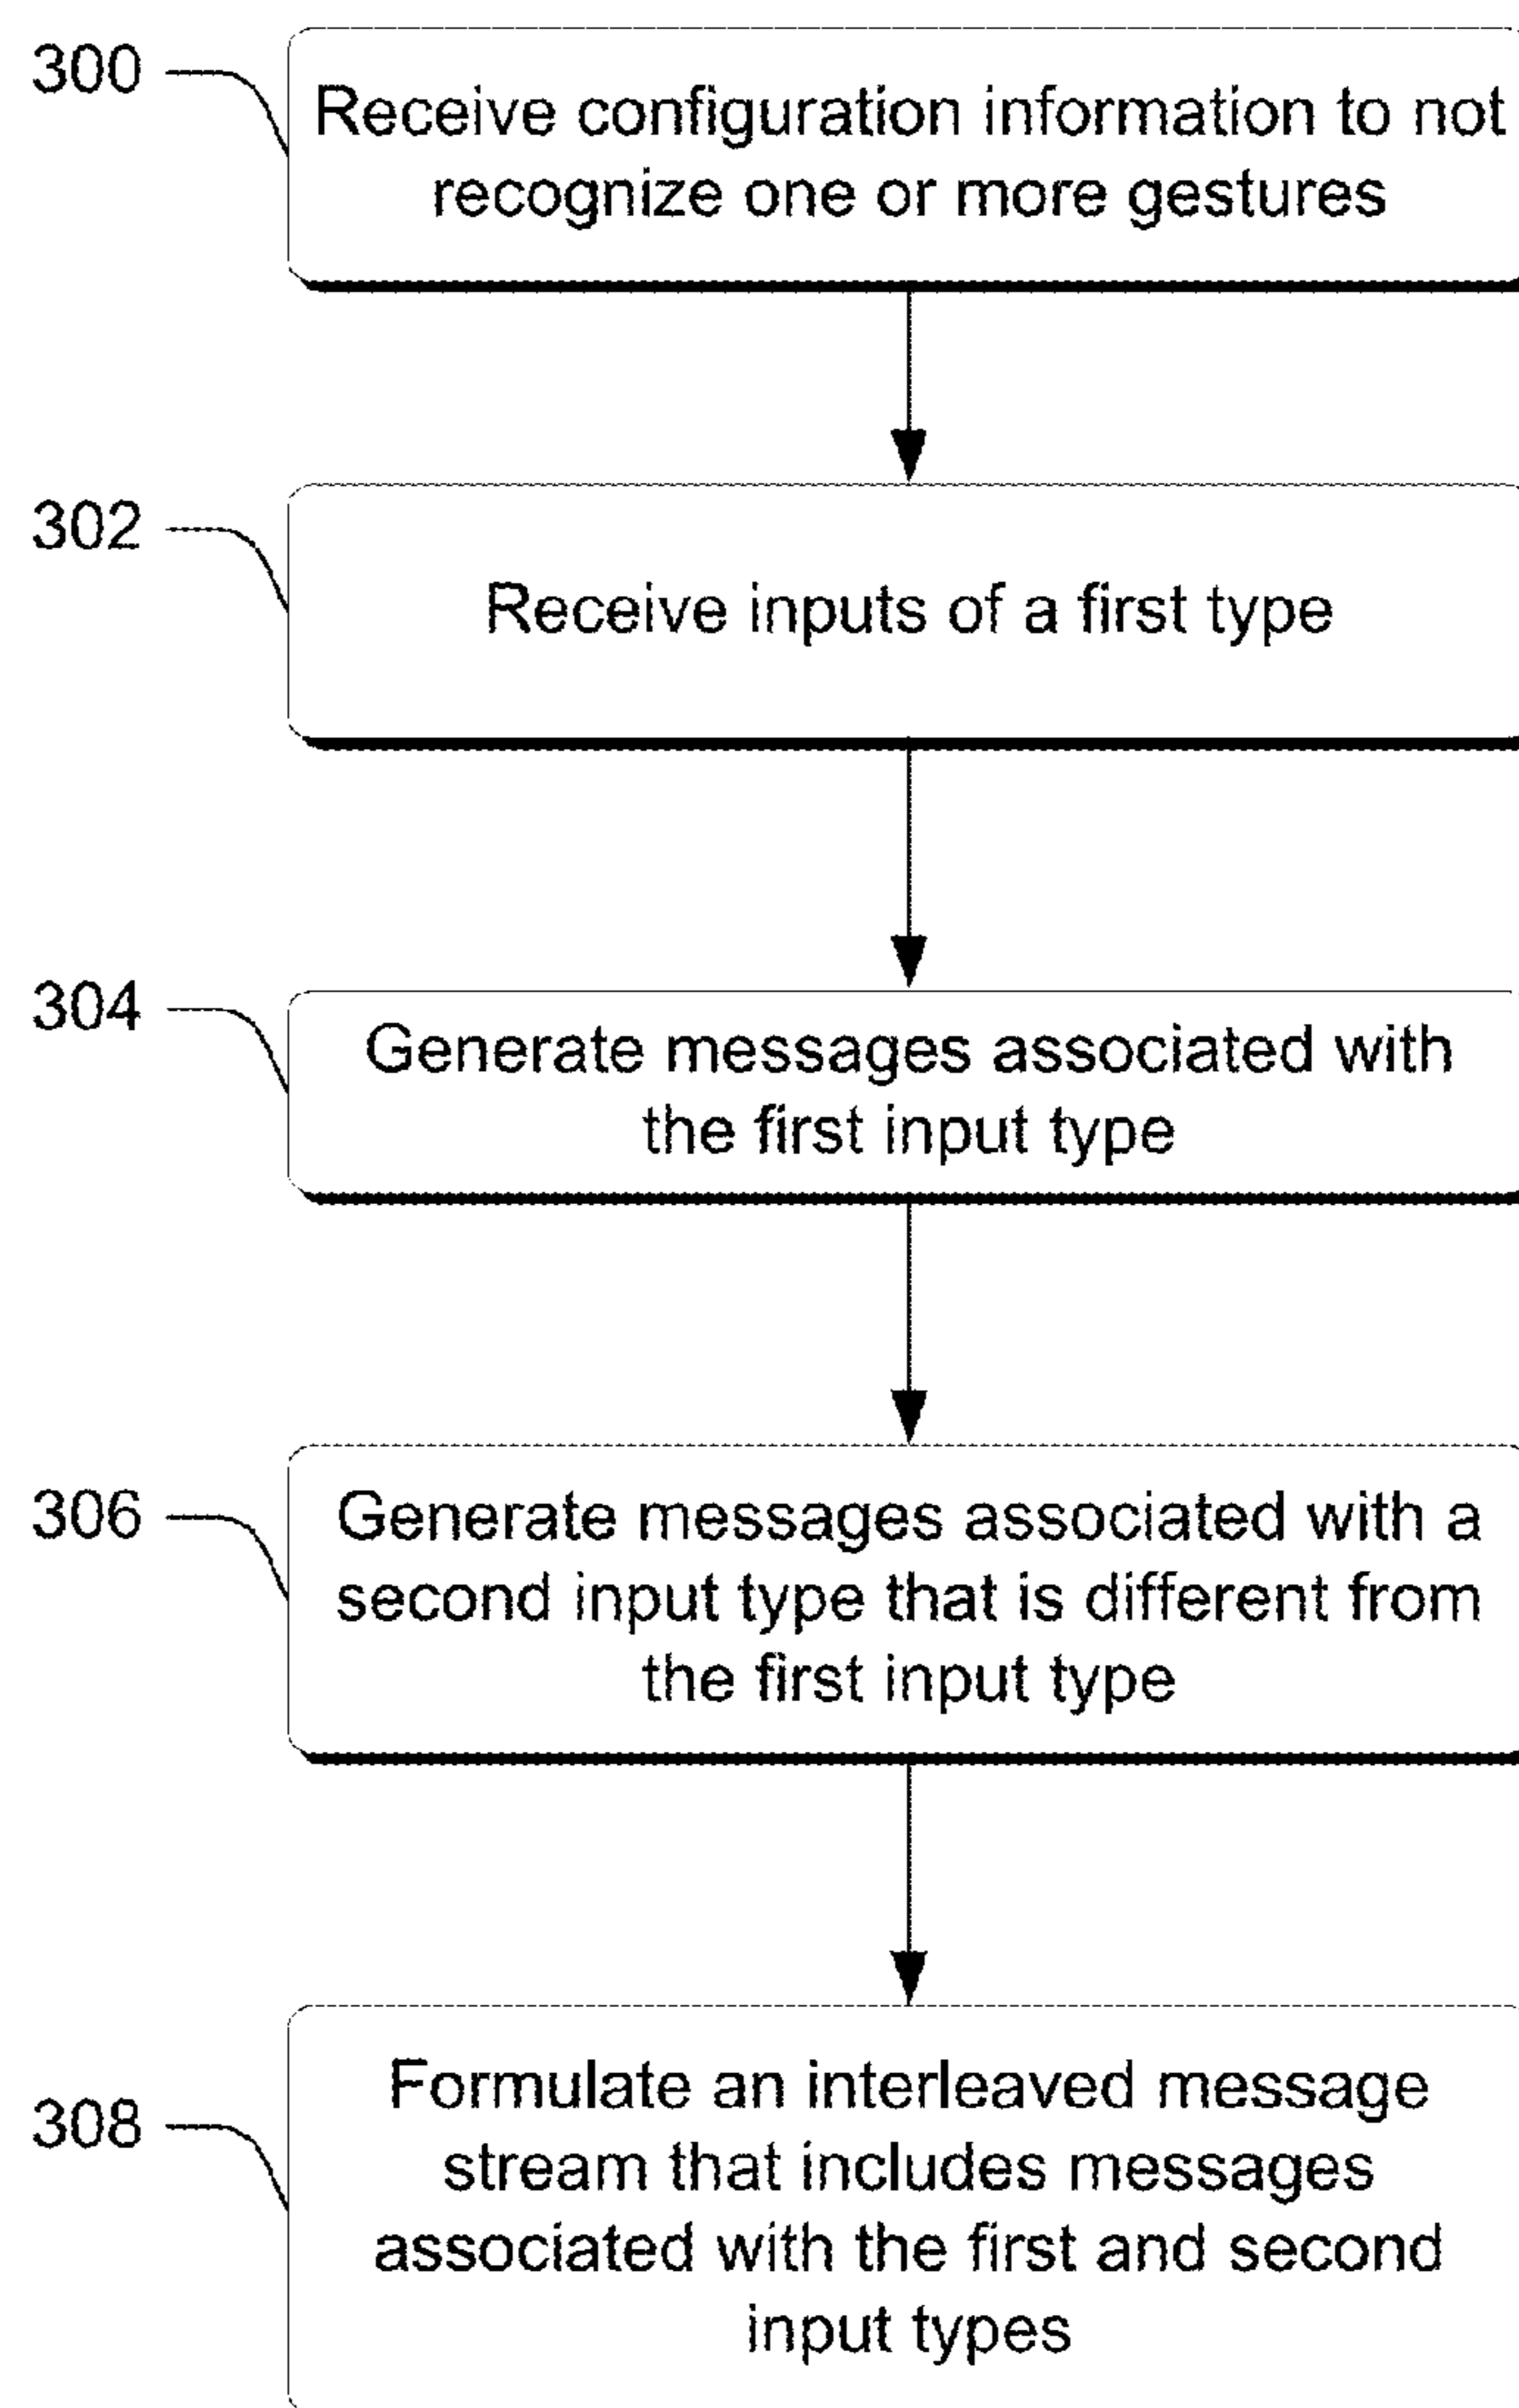 300
Receive configuration information to not
recognize one or more gestures
302
Receive inputs of a first type
304
Generate messages associated with
the first input type
306
Generate messages associated with a
second input type that is different from
the first input type
308
Formulate an interleaved message
stream that includes messages
associated with the first and second
input types